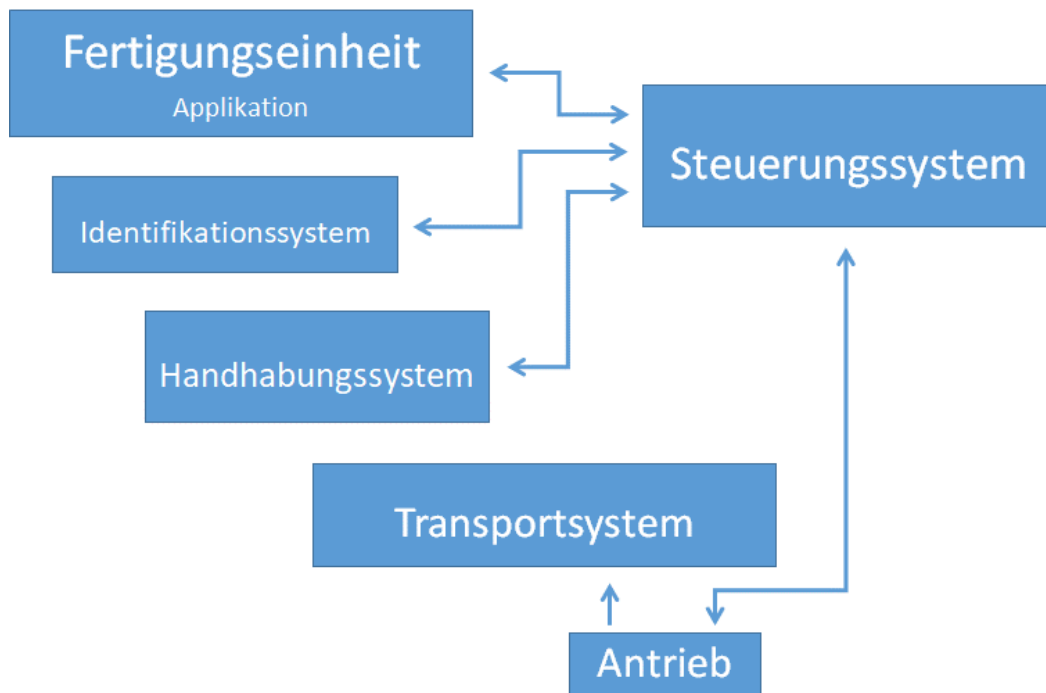 Fertigungseinheit
Applikation
Steuerungssystem
Identifikationssystem
Handhabungssystem
Transportsystem
Antrieb